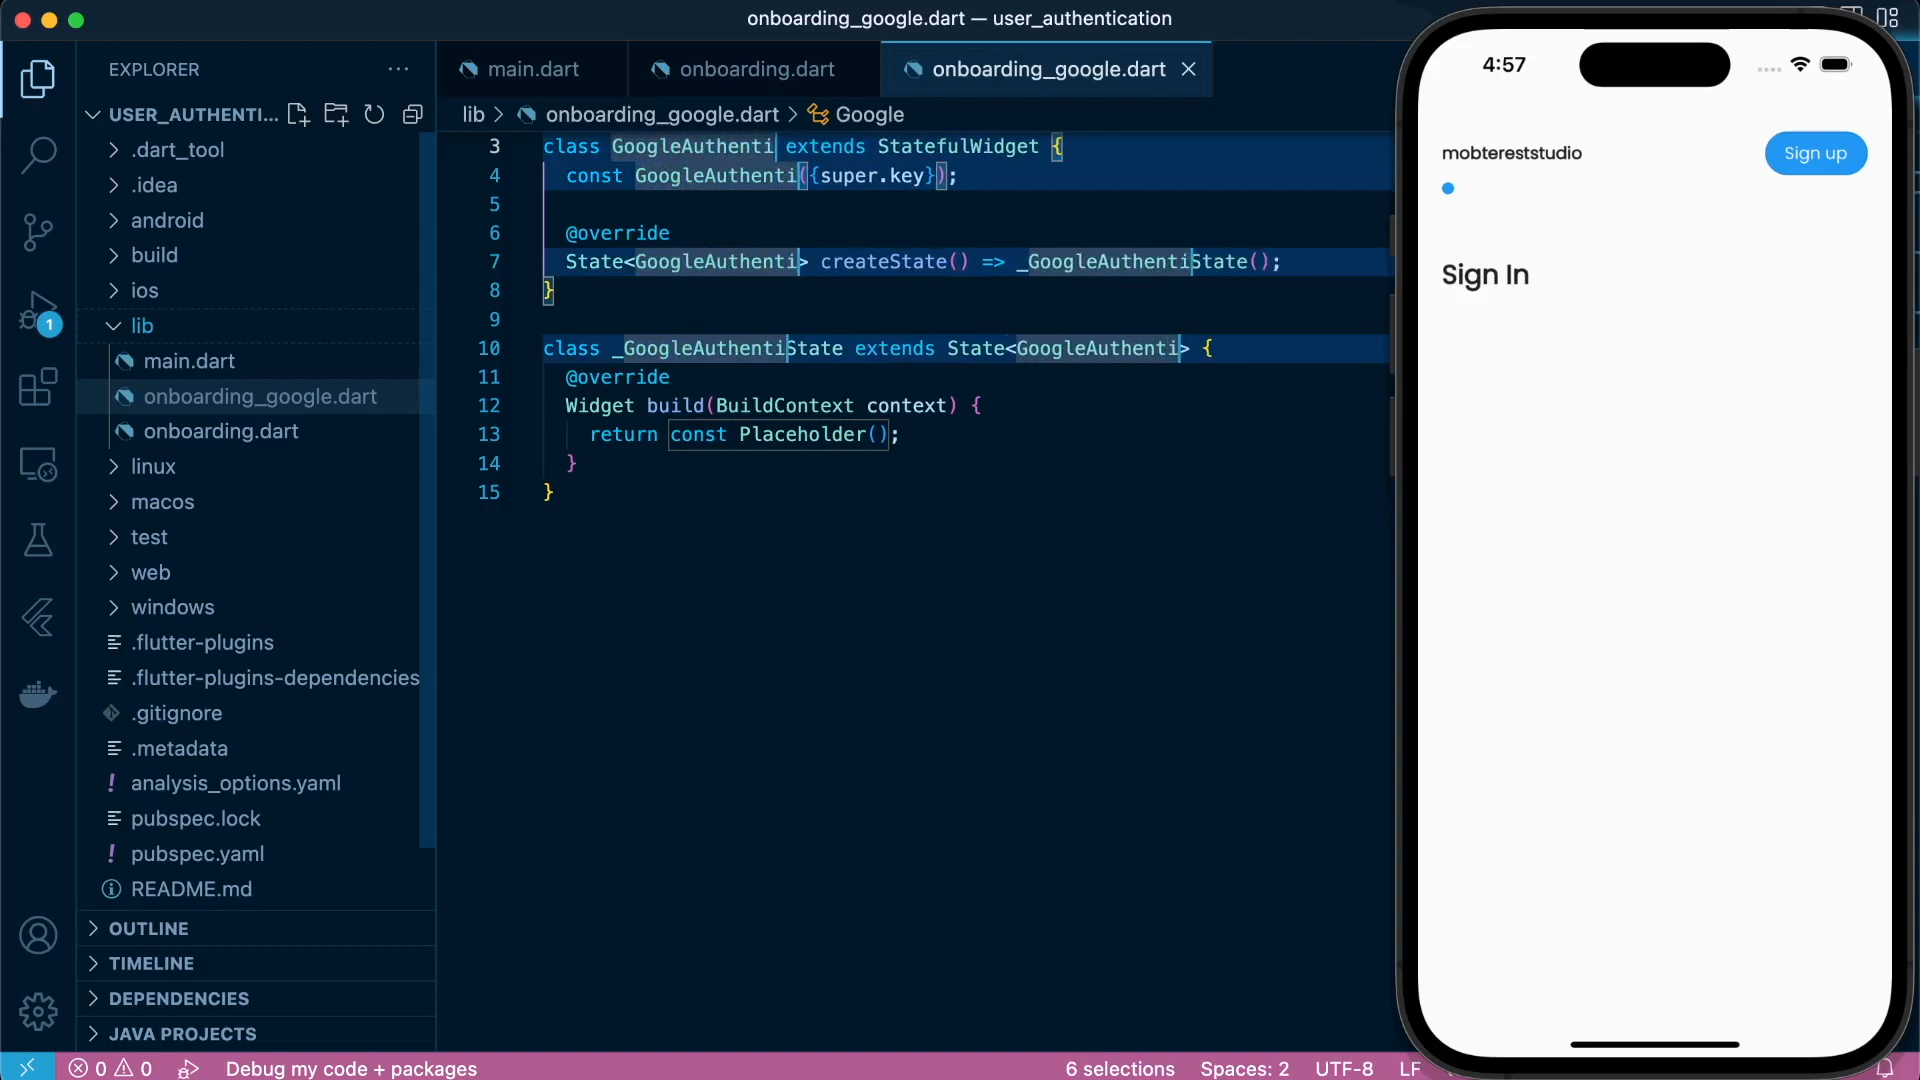 onboarding_google.dart — user_authentication
EXPLORER
USER_AUTHENTI...
.dart_tool
.idea
android
build
ios
lib
main.dart
onboarding_google.dart
onboarding.dart
linux
macos
test
web
windows
.flutter-plugins
.flutter-plugins-dependencies
.gitignore
.metadata
! analysis_options.yaml
pubspec.lock
! pubspec.yaml
README.md
OUTLINE
TIMELINE
DEPENDENCIES
JAVA PROJECTS
1
main.dart onboarding.dart onboarding_google.dart
lib > onboarding_google.dart > Google
3 class GoogleAuthenti extends StatefulWidget {
4 const GoogleAuthenti({super.key});
5
6 @override
7 State<GoogleAuthenti> createState() => _GoogleAuthentiState();
8 }
9
10 class _GoogleAuthentiState extends State<GoogleAuthenti> {
11 @override
12 Widget build(BuildContext context) {
13 return const Placeholder();
14 }
15 }
4:57
mobtereststudio
Sign up
Sign In
0 0 Debug my code + packages 6 selections Spaces: 2 UTF-8 LF